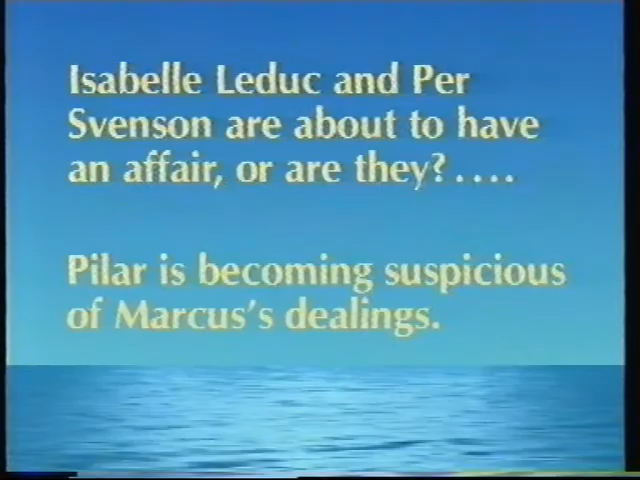 Isabelle Leduc and Per
Svenson are about to have
an affair, or are they?....
Pilar is becoming suspicious
of Marcus's dealings.